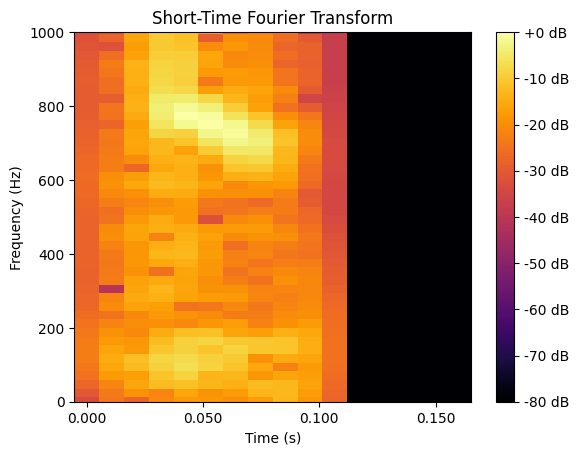 Short-Time Fourier Transform
1000
800
600
400
200
0
Frequency (Hz)
0.000
0.050
0.100
0.150
Time (s)
+0 dB
-10 dB
-20 dB
-30 dB
-40 dB
-50 dB
-60 dB
-70 dB
-80 dB